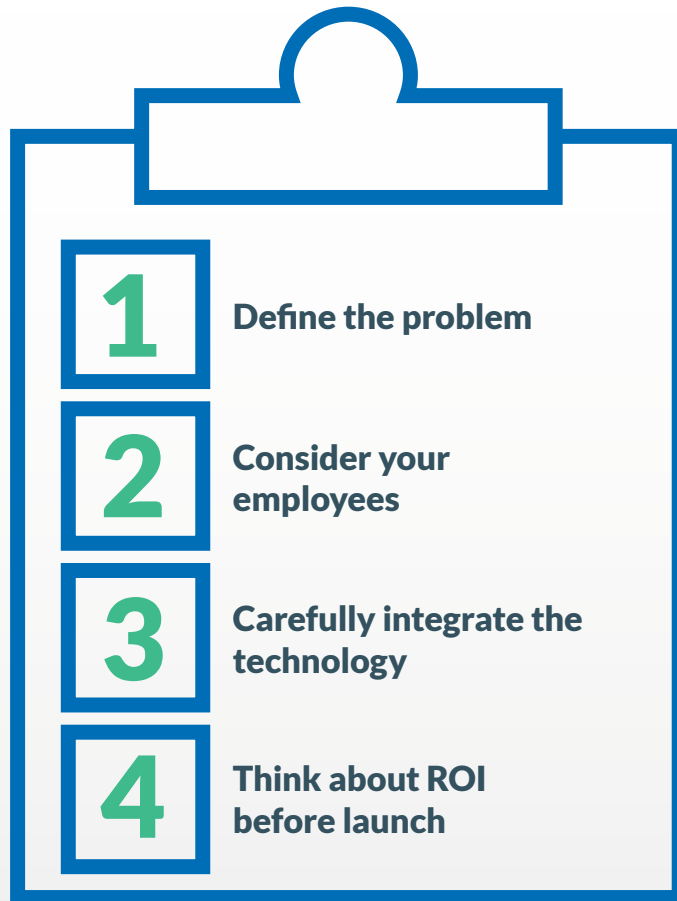 1
Define the problem
2
Consider your
employees
3
Carefully integrate the
technology
4
Think about ROI
before launch